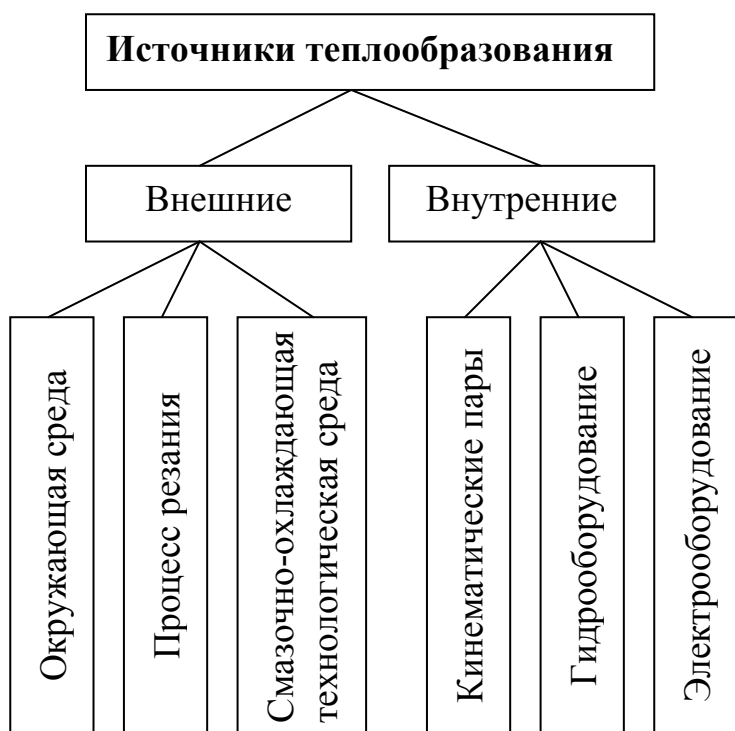 Источники теплообразования
Внешние
Внутренние
Окружающая среда
Процесс резания
Смазочно-охлаждающая
технологическая среда
Кинематические пары
Гидрооборудование
Электрооборудование